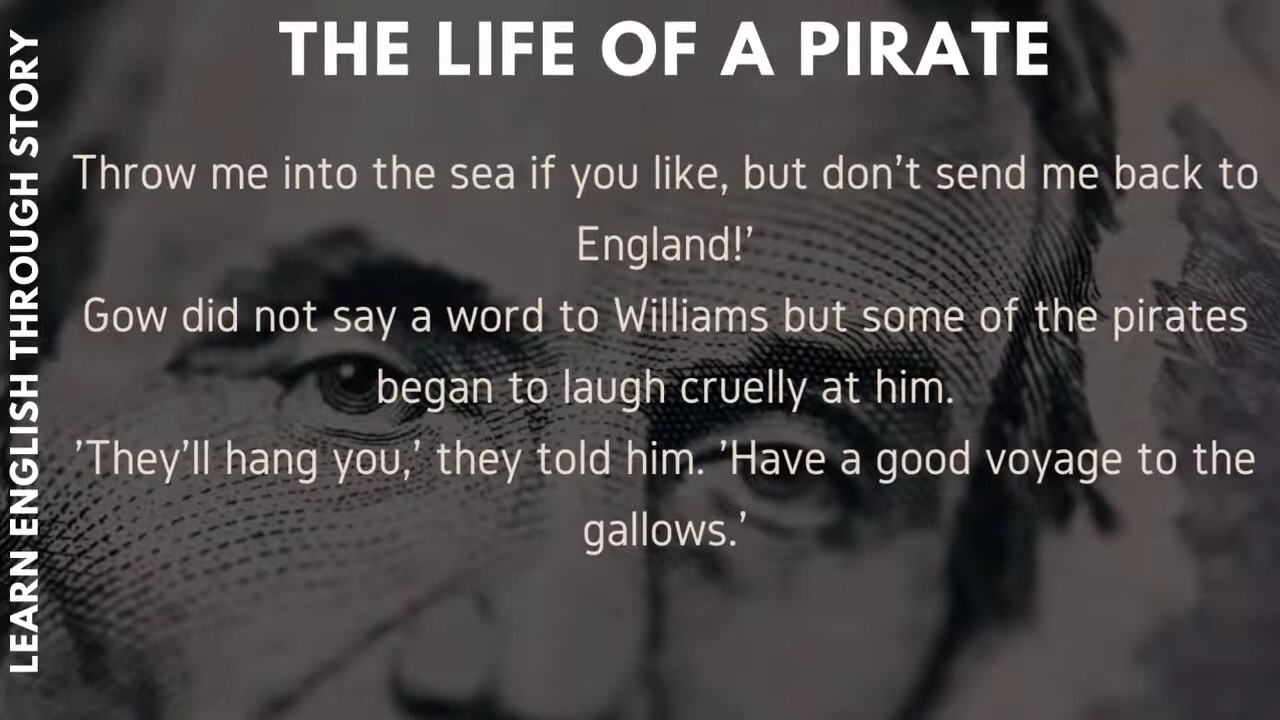 THE LIFE OF A PIRATE
LEARN ENGLISH THROUGH STORY
Throw me into the sea if you like, but don’t send me back to
England!’
Gow did not say a word to Williams but some of the pirates
began to laugh cruelly at him.
’They’ll hang you,’ they told him. ’Have a good voyage to the
gallows.’